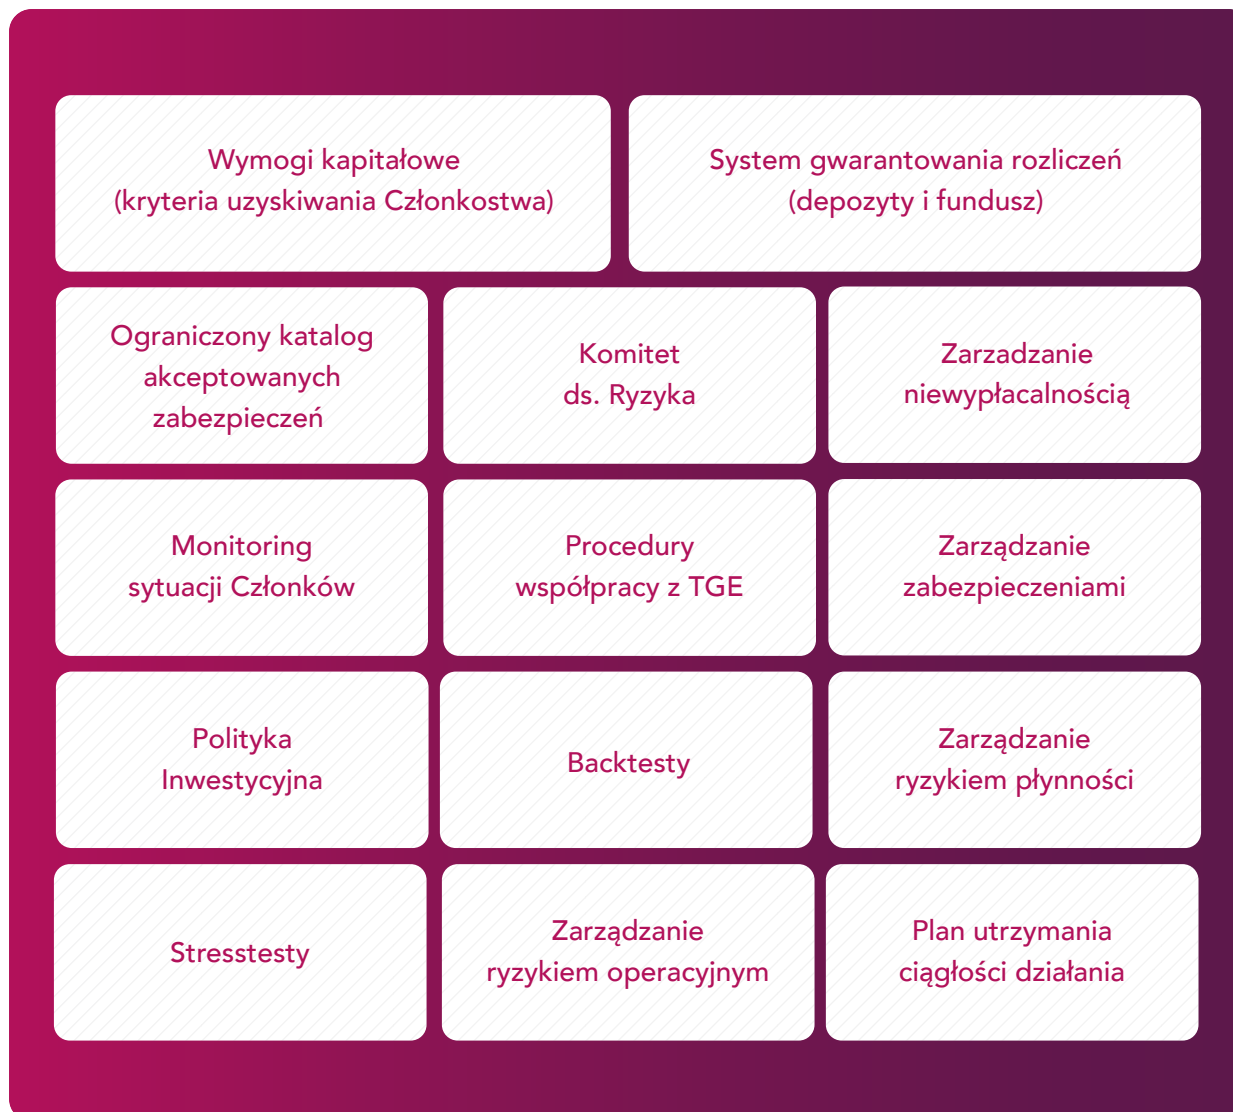 Wymogi kapitałowe
(kryteria uzyskiwania Członkostwa)
System gwarantowania rozliczeń
(depozyty i fundusz)
Ograniczony katalog
akceptowanych
zabezpieczeń
Komitet
ds. Ryzyka
Zarzadzanie
niewypłacalnością
Monitoring
sytuacji Członków
Procedury
współpracy z TGE
Zarządzanie
zabezpieczeniami
Polityka
Inwestycyjna
Backtesty
Zarządzanie
ryzykiem płynności
Stresstesty
Zarządzanie
ryzykiem operacyjnym
Plan utrzymania
ciągłości działania